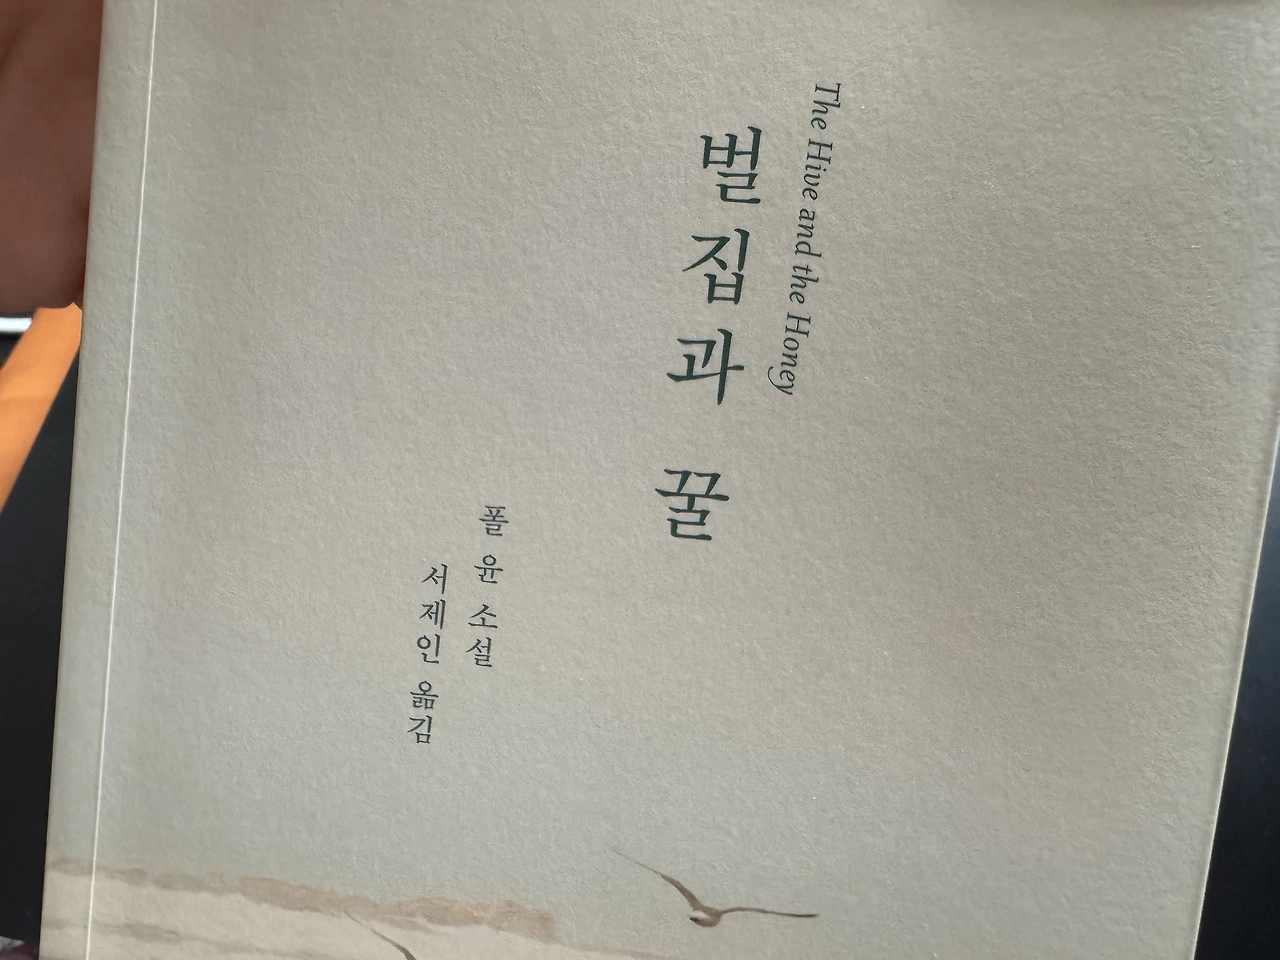 The Hive and the Honey
벌집과 꿀
폴 윤 소설
서제인 옮김